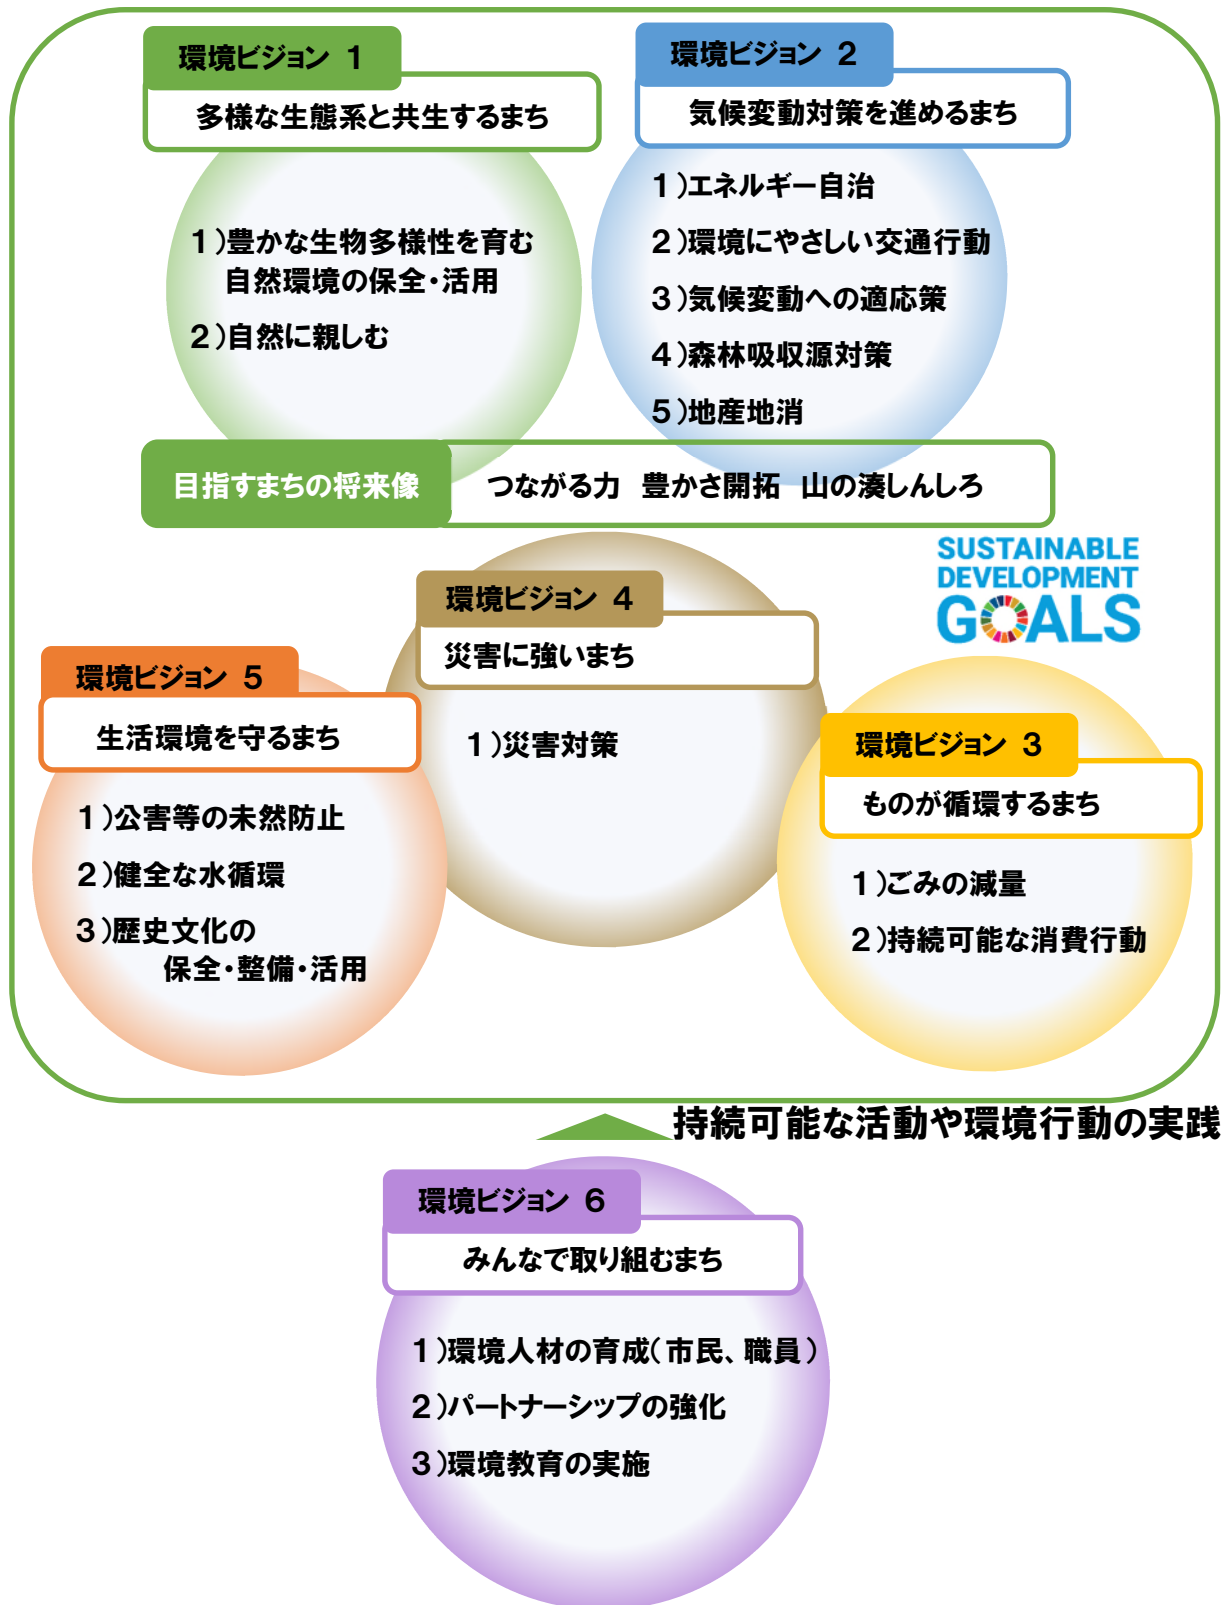 環境ビジョン 1
多様な生態系と共生するまち
1)豊かな生物多様性を育む
自然環境の保全・活用
2)自然に親しむ
環境ビジョン 2
気候変動対策を進めるまち
1)エネルギー自治
2)環境にやさしい交通行動
3)気候変動への適応策
4)森林吸収源対策
5)地産地消
目指すまちの将来像
つながる力 豊かさ開拓 山の湊しんしろ
SUSTAINABLE
DEVELOPMENT
GOALS
環境ビジョン 4
災害に強いまち
1)災害対策
環境ビジョン 5
生活環境を守るまち
1)公害等の未然防止
2)健全な水循環
3)歴史文化の
保全・整備・活用
環境ビジョン 3
ものが循環するまち
1)ごみの減量
2)持続可能な消費行動
持続可能な活動や環境行動の実践
環境ビジョン 6
みんなで取り組むまち
1)環境人材の育成(市民、職員)
2)パートナーシップの強化
3)環境教育の実施